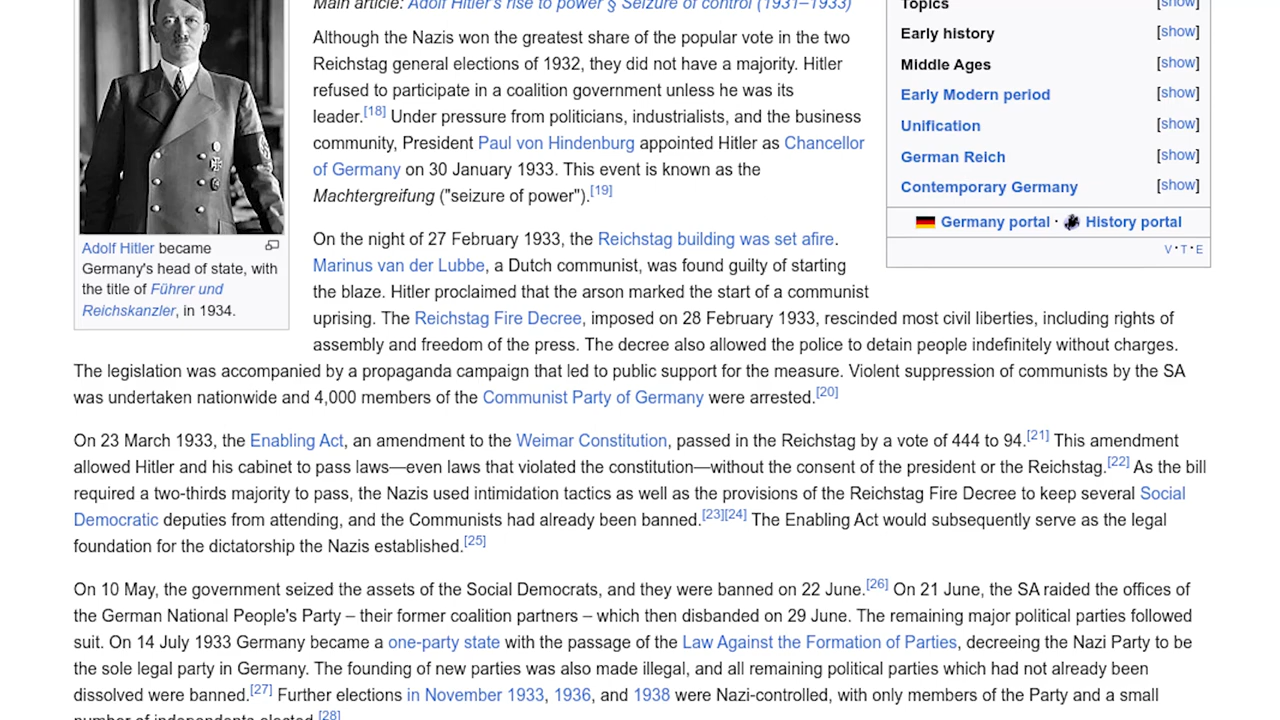 Main article: Adolf Hitler's rise to power § Seizure of control (1931–1933)
Although the Nazis won the greatest share of the popular vote in the two
Reichstag general elections of 1932, they did not have a majority. Hitler
refused to participate in a coalition government unless he was its
leader.[18] Under pressure from politicians, industrialists, and the business
community, President Paul von Hindenburg appointed Hitler as Chancellor
of Germany on 30 January 1933. This event is known as the
Machtergreifung ("seizure of power").[19]
Adolf Hitler became
Germany's head of state, with
the title of Führer und
Reichskanzler, in 1934.
On the night of 27 February 1933, the Reichstag building was set afire.
Marinus van der Lubbe, a Dutch communist, was found guilty of starting
the blaze. Hitler proclaimed that the arson marked the start of a communist
uprising. The Reichstag Fire Decree, imposed on 28 February 1933, rescinded most civil liberties, including rights of
assembly and freedom of the press. The decree also allowed the police to detain people indefinitely without charges.
The legislation was accompanied by a propaganda campaign that led to public support for the measure. Violent suppression of communists by the SA
was undertaken nationwide and 4,000 members of the Communist Party of Germany were arrested.[20]
On 23 March 1933, the Enabling Act, an amendment to the Weimar Constitution, passed in the Reichstag by a vote of 444 to 94.[21] This amendment
allowed Hitler and his cabinet to pass laws—even laws that violated the constitution—without the consent of the president or the Reichstag.[22] As the bill
required a two-thirds majority to pass, the Nazis used intimidation tactics as well as the provisions of the Reichstag Fire Decree to keep several Social
Democratic deputies from attending, and the Communists had already been banned.[23][24] The Enabling Act would subsequently serve as the legal
foundation for the dictatorship the Nazis established.[25]
On 10 May, the government seized the assets of the Social Democrats, and they were banned on 22 June.[26] On 21 June, the SA raided the offices of
the German National People's Party – their former coalition partners – which then disbanded on 29 June. The remaining major political parties followed
suit. On 14 July 1933 Germany became a one-party state with the passage of the Law Against the Formation of Parties, decreeing the Nazi Party to be
the sole legal party in Germany. The founding of new parties was also made illegal, and all remaining political parties which had not already been
dissolved were banned.[27] Further elections in November 1933, 1936, and 1938 were Nazi-controlled, with only members of the Party and a small
number of independents elected.[28]
Topics [show]
Early history [show]
Middle Ages [show]
Early Modern period [show]
Unification [show]
German Reich [show]
Contemporary Germany [show]
Germany portal · History portal
V · T · E